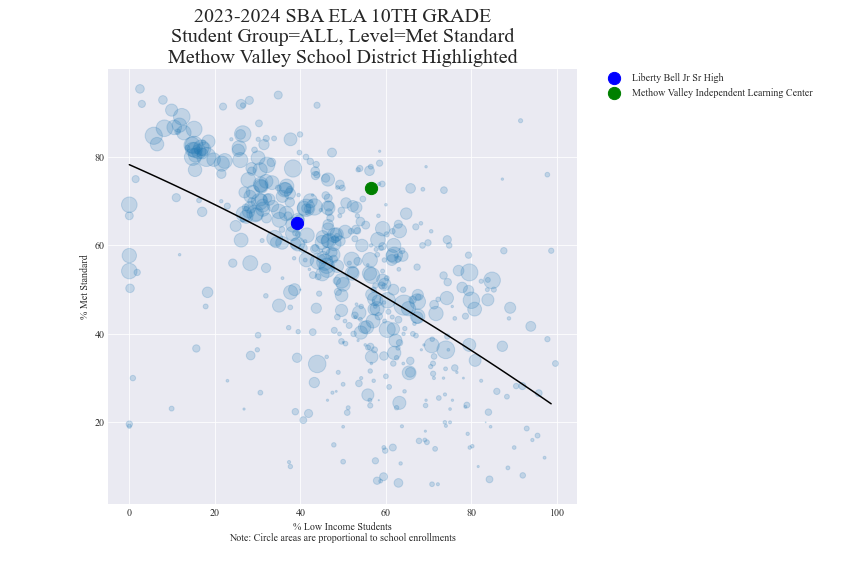 2023-2024 SBA ELA 10TH GRADE
Student Group=ALL, Level=Met Standard
Methow Valley School District Highlighted
Liberty Bell Jr Sr High
Methow Valley Independent Learning Center
% Met Standard
80
60
40
20
0 20 40 60 80 100
% Low Income Students
Note: Circle areas are proportional to school enrollments